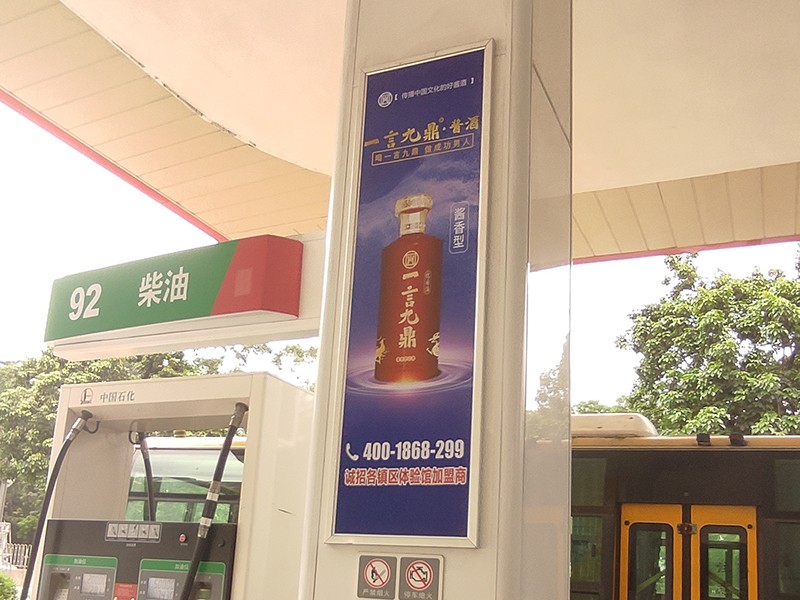 【传播中国文化的好酱酒】
一言九鼎®·酱酒
喝一言九鼎 做成功男人
酱香型
一言九鼎
400-1868-299
诚招各镇区体验馆加盟商
92 柴油
中国石化
严禁烟火
停车熄火